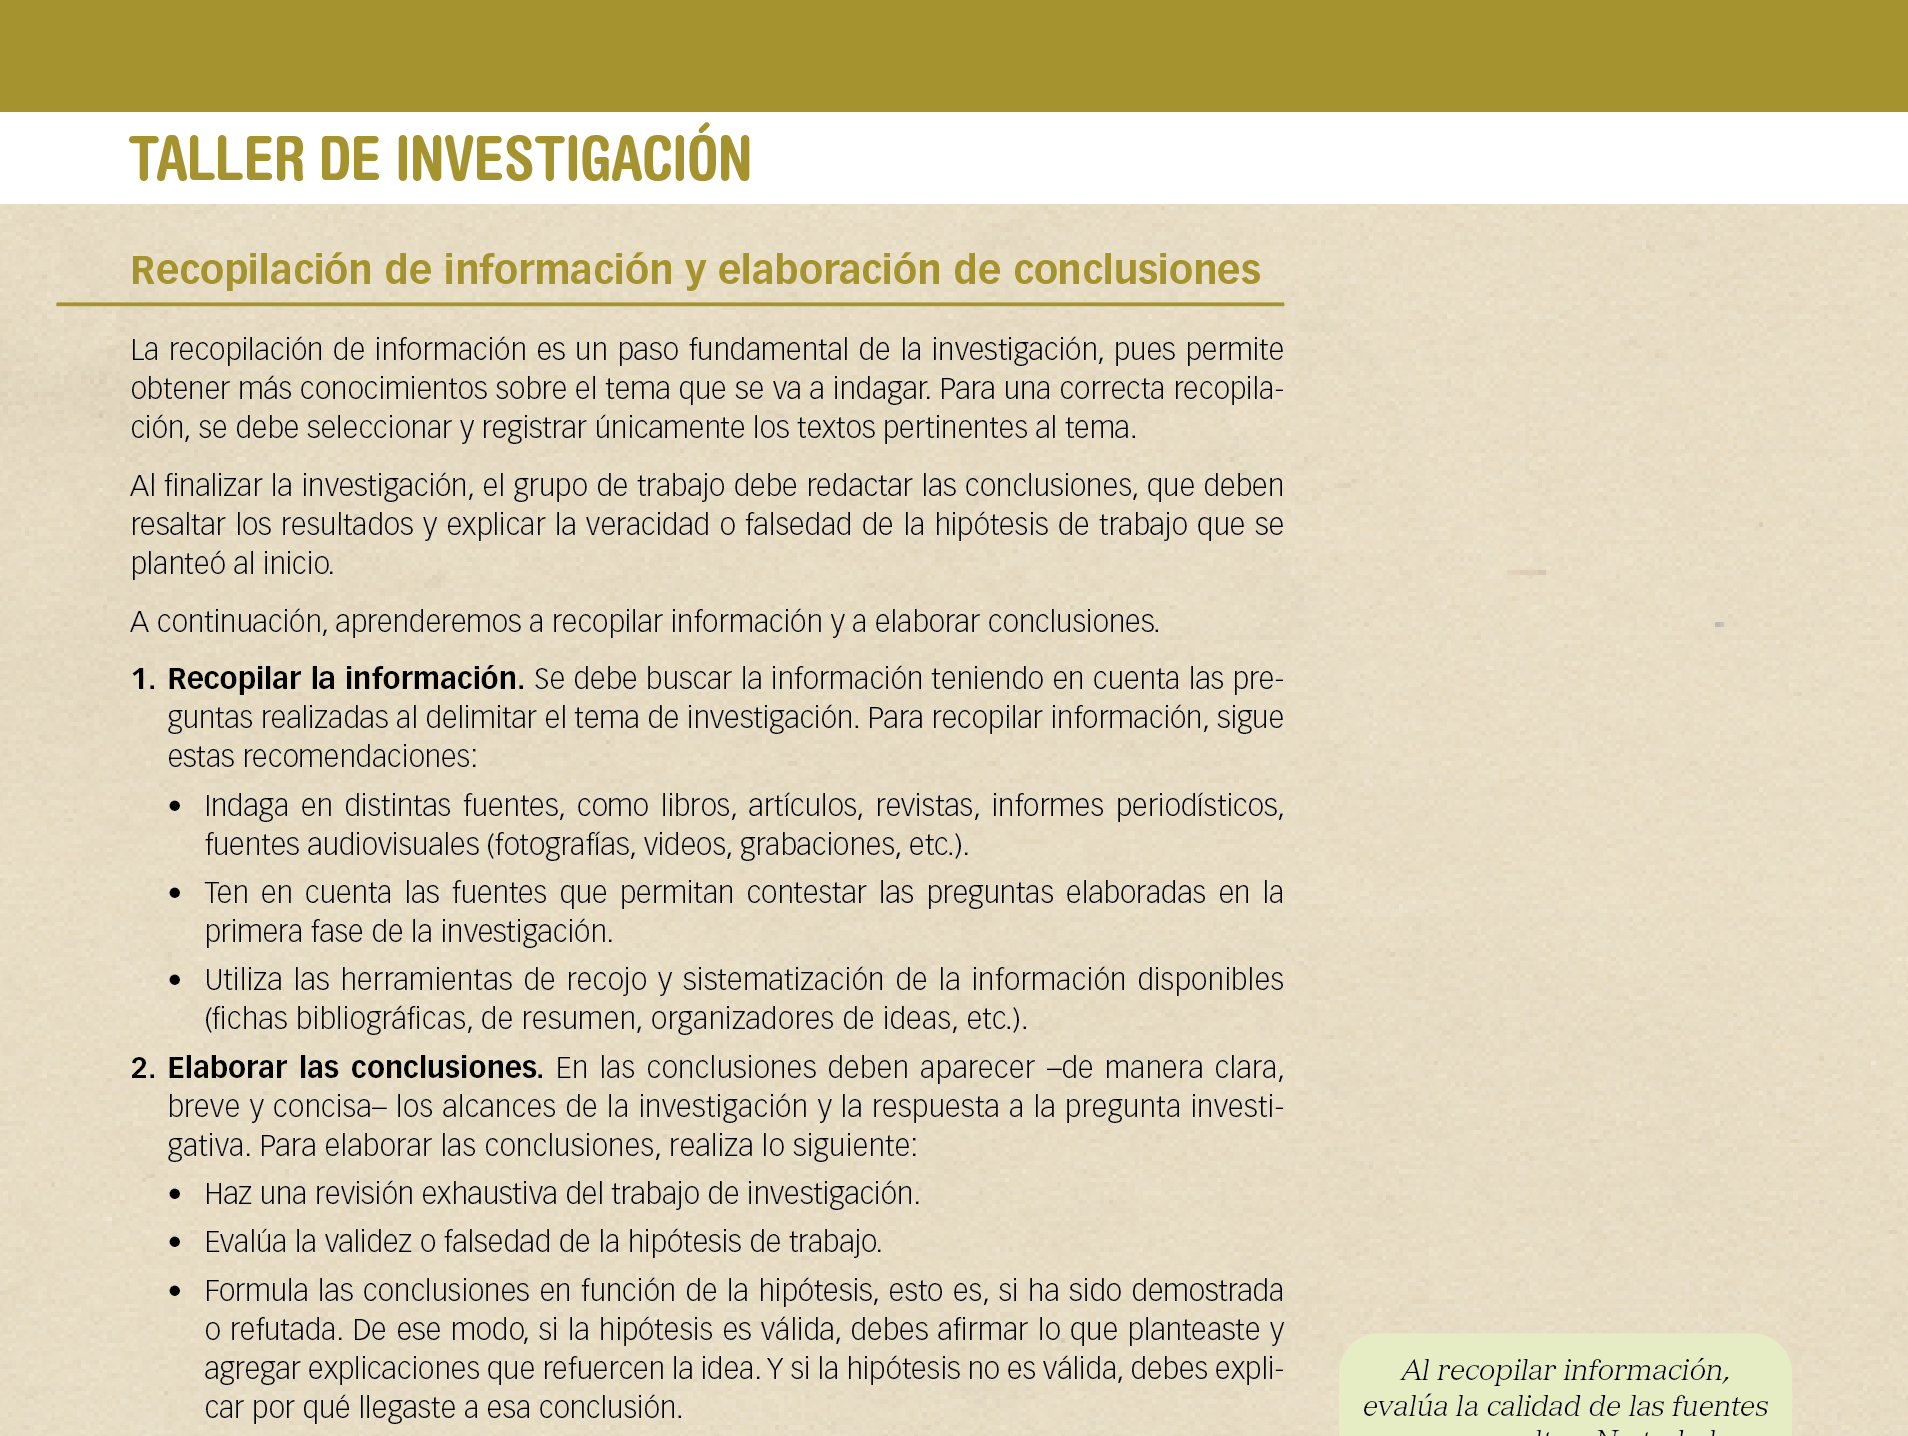 TALLER DE INVESTIGACIÓN
Recopilación de información y elaboración de conclusiones
La recopilación de información es un paso fundamental de la investigación, pues permite
obtener más conocimientos sobre el tema que se va a indagar. Para una correcta recopila-
ción, se debe seleccionar y registrar únicamente los textos pertinentes al tema.
Al finalizar la investigación, el grupo de trabajo debe redactar las conclusiones, que deben
resaltar los resultados y explicar la veracidad o falsedad de la hipótesis de trabajo que se
planteó al inicio.
A continuación, aprenderemos a recopilar información y a elaborar conclusiones.
1. Recopilar la información. Se debe buscar la información teniendo en cuenta las pre-
guntas realizadas al delimitar el tema de investigación. Para recopilar información, sigue
estas recomendaciones:
• Indaga en distintas fuentes, como libros, artículos, revistas, informes periodísticos,
fuentes audiovisuales (fotografías, videos, grabaciones, etc.).
• Ten en cuenta las fuentes que permitan contestar las preguntas elaboradas en la
primera fase de la investigación.
• Utiliza las herramientas de recojo y sistematización de la información disponibles
(fichas bibliográficas, de resumen, organizadores de ideas, etc.).
2. Elaborar las conclusiones. En las conclusiones deben aparecer –de manera clara,
breve y concisa– los alcances de la investigación y la respuesta a la pregunta investi-
gativa. Para elaborar las conclusiones, realiza lo siguiente:
• Haz una revisión exhaustiva del trabajo de investigación.
• Evalúa la validez o falsedad de la hipótesis de trabajo.
• Formula las conclusiones en función de la hipótesis, esto es, si ha sido demostrada
o refutada. De ese modo, si la hipótesis es válida, debes afirmar lo que planteaste y
agregar explicaciones que refuercen la idea. Y si la hipótesis no es válida, debes expli-
car por qué llegaste a esa conclusión.
Al recopilar información,
evalúa la calidad de las fuentes